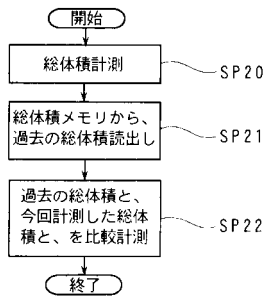 開始
総体積計測
SP20
総体積メモリから、
過去の総体積読出し
SP21
過去の総体積と、
今回計測した総体
積と、を比較計測
SP22
終了